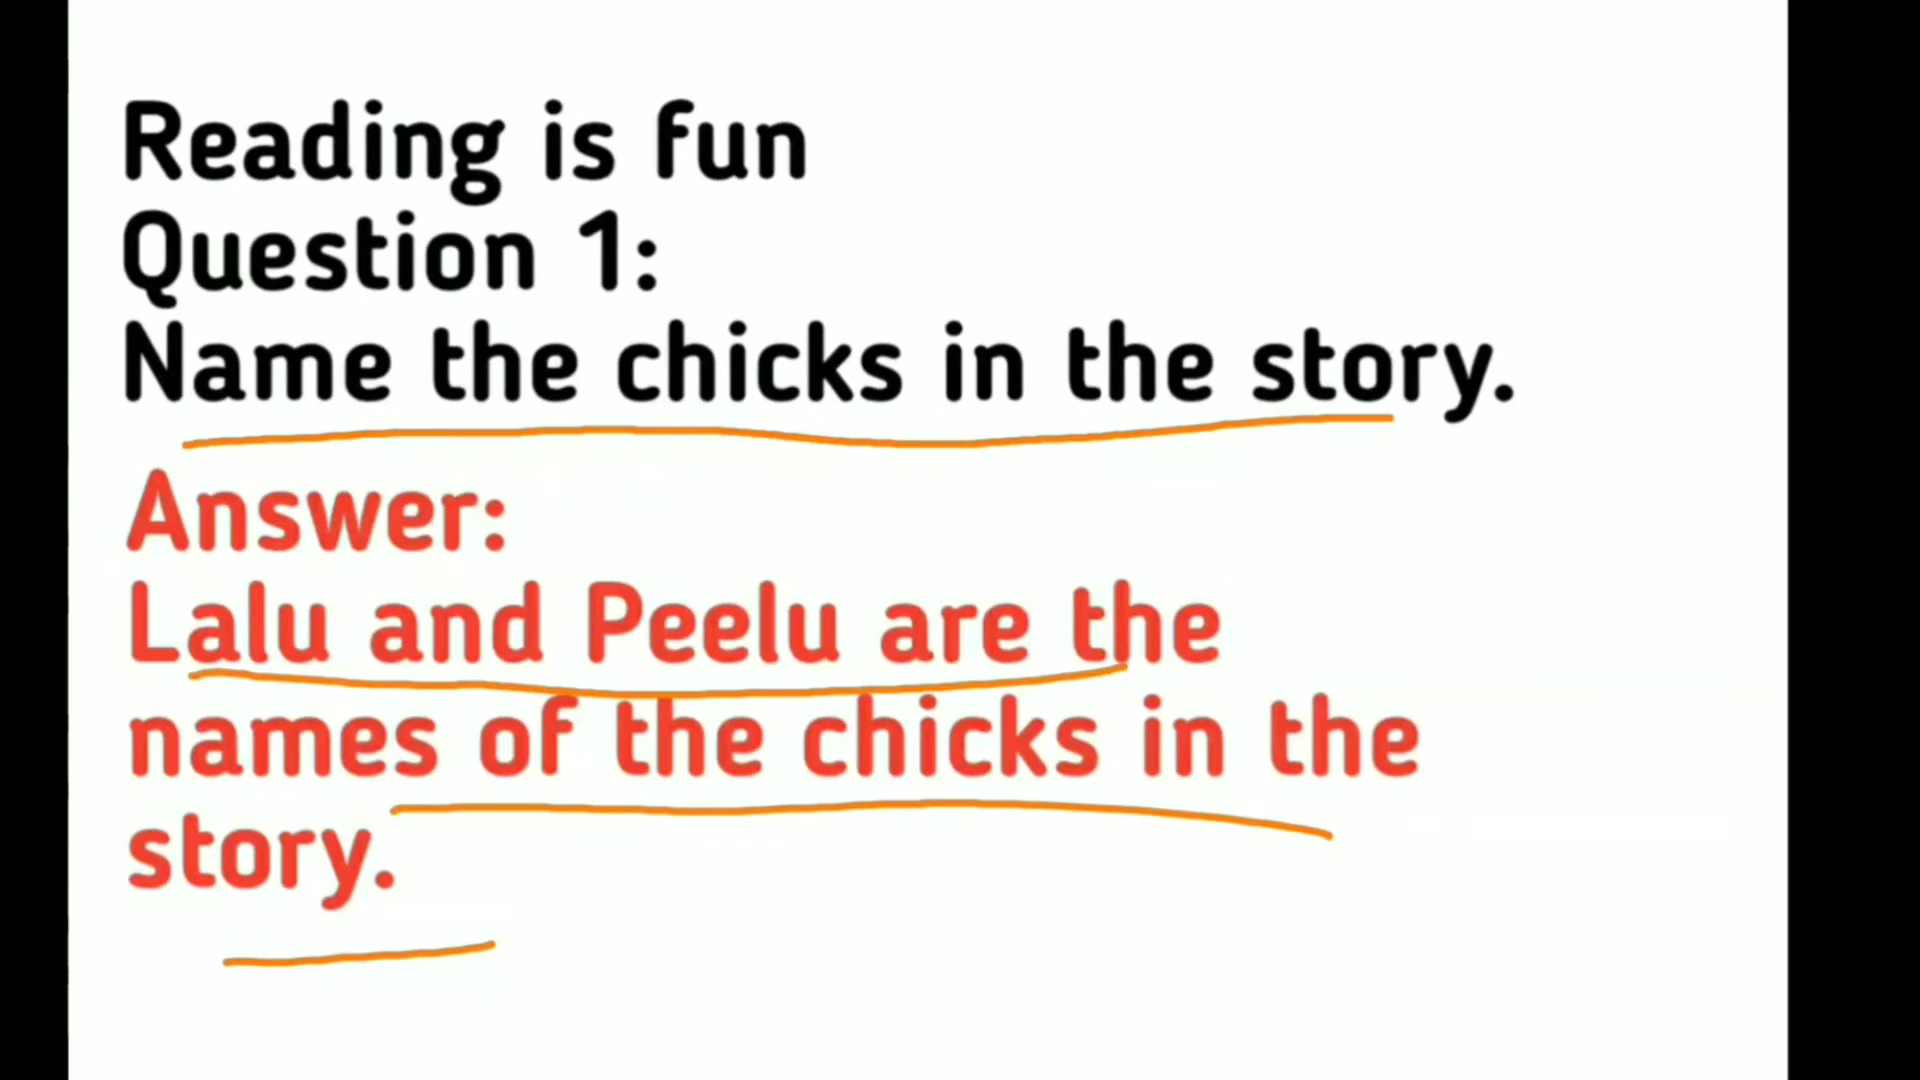 Reading is fun
Question 1:
Name the chicks in the story.
Answer:
Lalu and Peelu are the
names of the chicks in the
story.